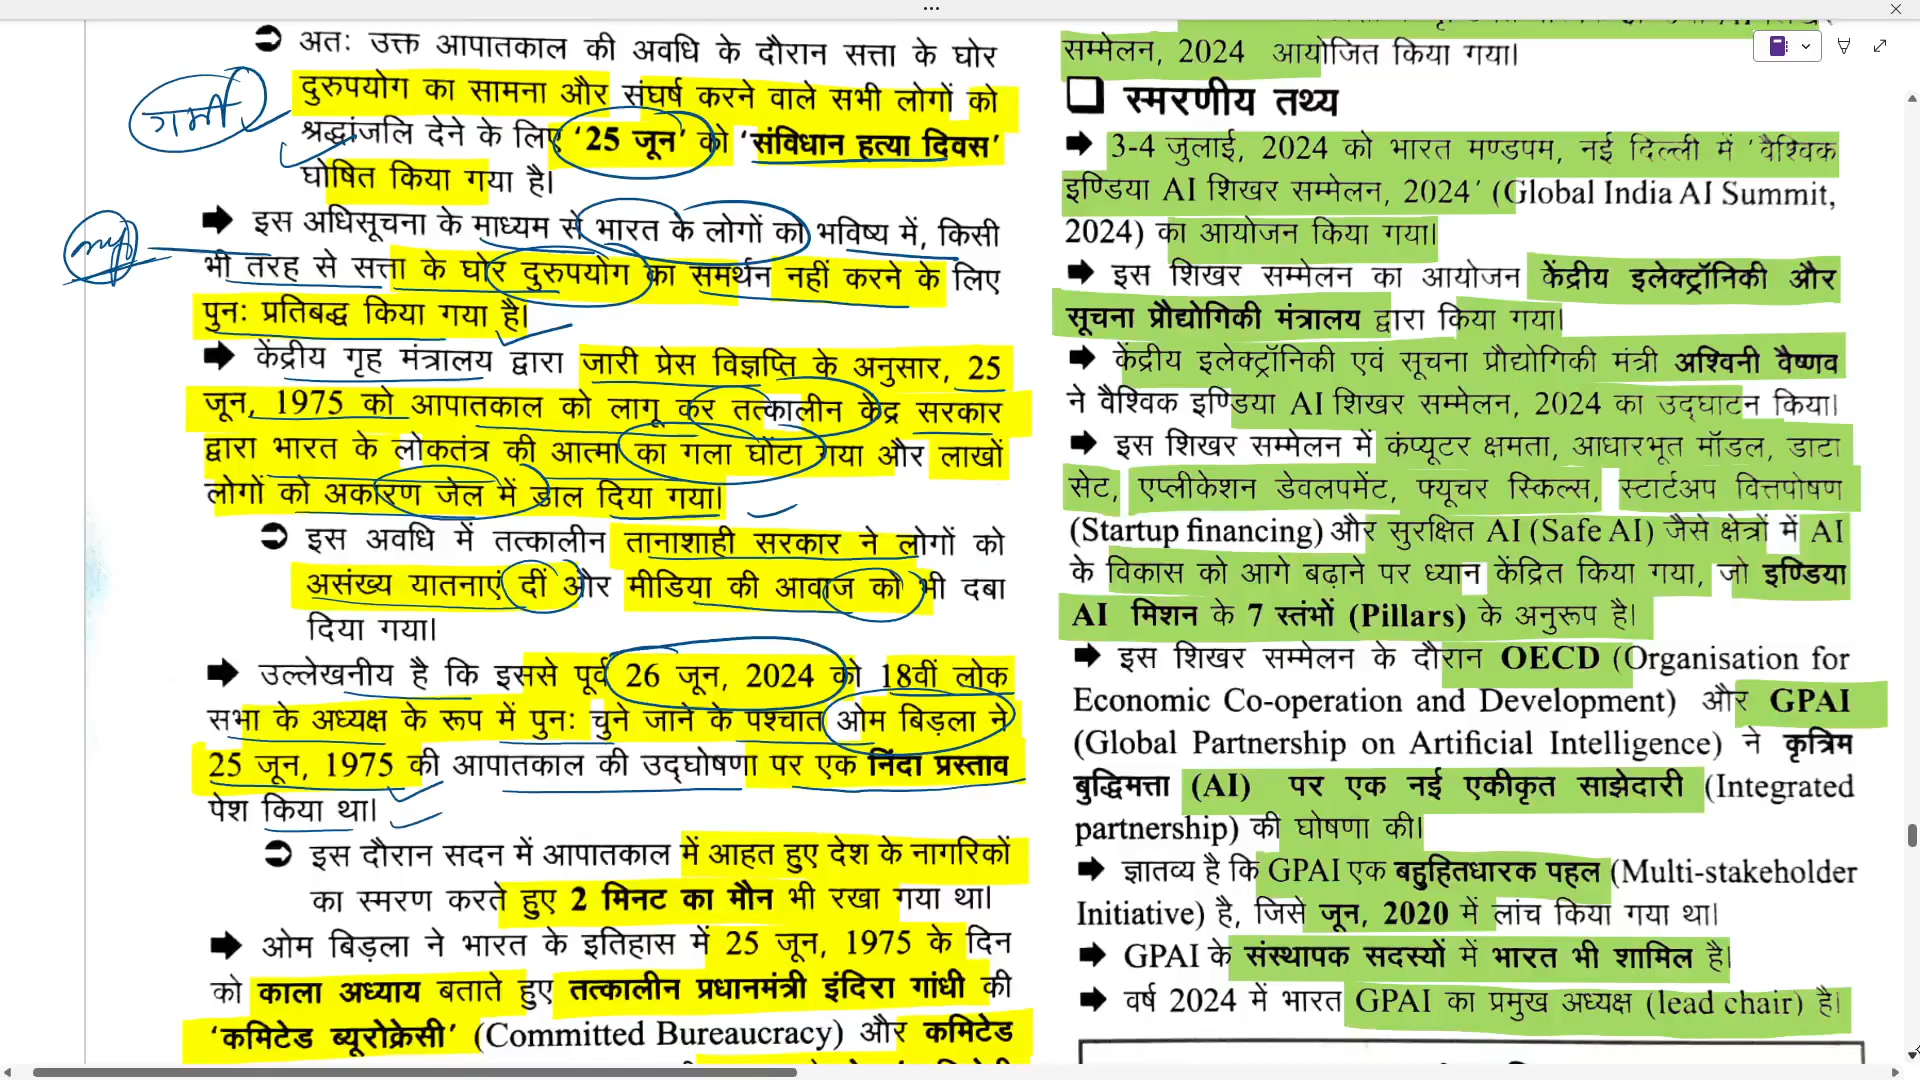 अतः उक्त आपातकाल की अवधि के दौरान सत्ता के घोर
दुरुपयोग का सामना और संघर्ष करने वाले सभी लोगों को
श्रद्धांजलि देने के लिए ‘25 जून’ को ‘संविधान हत्या दिवस’
घोषित किया गया है।
इस अधिसूचना के माध्यम से भारत के लोगों को भविष्य में, किसी
भी तरह से सत्ता के घोर दुरुपयोग का समर्थन नहीं करने के लिए
पुनः प्रतिबद्ध किया गया है।
केंद्रीय गृह मंत्रालय द्वारा जारी प्रेस विज्ञप्ति के अनुसार, 25
जून, 1975 को आपातकाल को लागू कर तत्कालीन केंद्र सरकार
द्वारा भारत के लोकतंत्र की आत्मा का गला घोंटा गया और लाखों
लोगों को अकारण जेल में डाल दिया गया।
इस अवधि में तत्कालीन तानाशाही सरकार ने लोगों को
असंख्य यातनाएं दीं और मीडिया की आवाज को भी दबा
दिया गया।
उल्लेखनीय है कि इससे पूर्व 26 जून, 2024 को 18वीं लोक
सभा के अध्यक्ष के रूप में पुनः चुने जाने के पश्चात ओम बिड़ला ने
25 जून, 1975 की आपातकाल की उद्घोषणा पर एक निंदा प्रस्ताव
पेश किया था।
इस दौरान सदन में आपातकाल में आहत हुए देश के नागरिकों
का स्मरण करते हुए 2 मिनट का मौन भी रखा गया था।
ओम बिड़ला ने भारत के इतिहास में 25 जून, 1975 के दिन
को काला अध्याय बताते हुए तत्कालीन प्रधानमंत्री इंदिरा गांधी की
‘कमिटेड ब्यूरोक्रेसी’ (Committed Bureaucracy) और कमिटेड
सम्मेलन, 2024 आयोजित किया गया।
स्मरणीय तथ्य
3-4 जुलाई, 2024 को भारत मण्डपम, नई दिल्ली में ‘वैश्विक
इण्डिया AI शिखर सम्मेलन, 2024’ (Global India AI Summit,
2024) का आयोजन किया गया।
इस शिखर सम्मेलन का आयोजन केंद्रीय इलेक्ट्रॉनिकी और
सूचना प्रौद्योगिकी मंत्रालय द्वारा किया गया।
केंद्रीय इलेक्ट्रॉनिकी एवं सूचना प्रौद्योगिकी मंत्री अश्विनी वैष्णव
ने वैश्विक इण्डिया AI शिखर सम्मेलन, 2024 का उद्घाटन किया।
इस शिखर सम्मेलन में कंप्यूटर क्षमता, आधारभूत मॉडल, डाटा
सेट, एप्लीकेशन डेवलपमेंट, फ्यूचर स्किल्स, स्टार्टअप वित्तपोषण
(Startup financing) और सुरक्षित AI (Safe AI) जैसे क्षेत्रों में AI
के विकास को आगे बढ़ाने पर ध्यान केंद्रित किया गया, जो इण्डिया
AI मिशन के 7 स्तंभों (Pillars) के अनुरूप है।
इस शिखर सम्मेलन के दौरान OECD (Organisation for
Economic Co-operation and Development) और GPAI
(Global Partnership on Artificial Intelligence) ने कृत्रिम
बुद्धिमत्ता (AI) पर एक नई एकीकृत साझेदारी (Integrated
partnership) की घोषणा की।
ज्ञातव्य है कि GPAI एक बहुहितधारक पहल (Multi-stakeholder
Initiative) है, जिसे जून, 2020 में लांच किया गया था।
GPAI के संस्थापक सदस्यों में भारत भी शामिल है।
वर्ष 2024 में भारत GPAI का प्रमुख अध्यक्ष (lead chair) है।